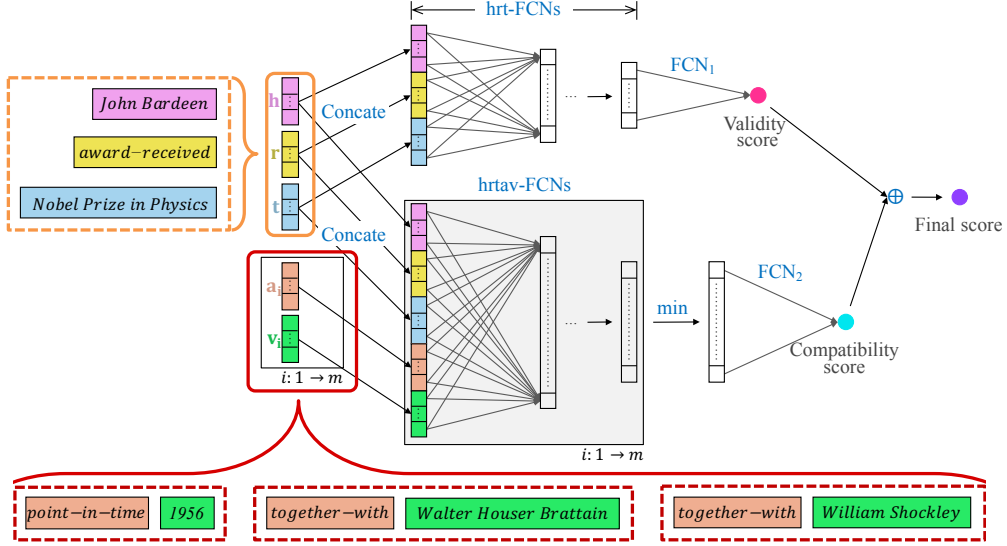 hrt-FCNs
John Bardeen
award−received
Nobel Prize in Physics
h
r
t
Concate
...
FCN1
Validity
score
hrtav-FCNs
Concate
⊕
Final score
ai
vi
i: 1 → m
...
min
FCN2
Compatibility
score
i: 1 → m
point−in−time
1956
together−with
Walter Houser Brattain
together−with
William Shockley